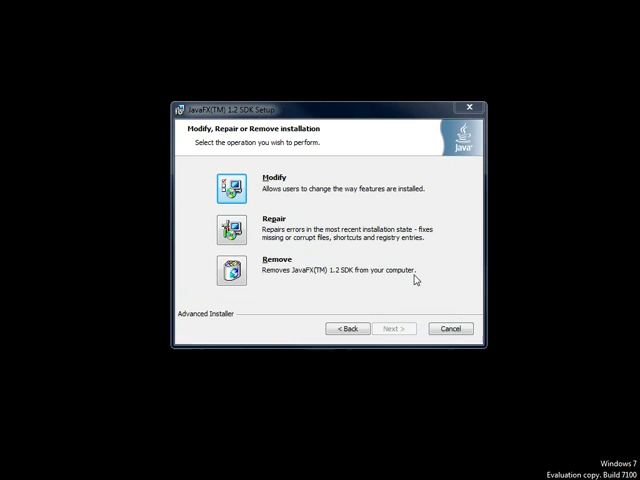 JavaFX(TM) 1.2 SDK Setup
Modify, Repair or Remove installation
Select the operation you wish to perform.
Java
Modify
Allows users to change the way features are installed.
Repair
Repairs errors in the most recent installation state - fixes
missing or corrupt files, shortcuts and registry entries.
Remove
Removes JavaFX(TM) 1.2 SDK from your computer.
Advanced Installer
< Back
Next >
Cancel
Windows 7
Evaluation copy. Build 7100